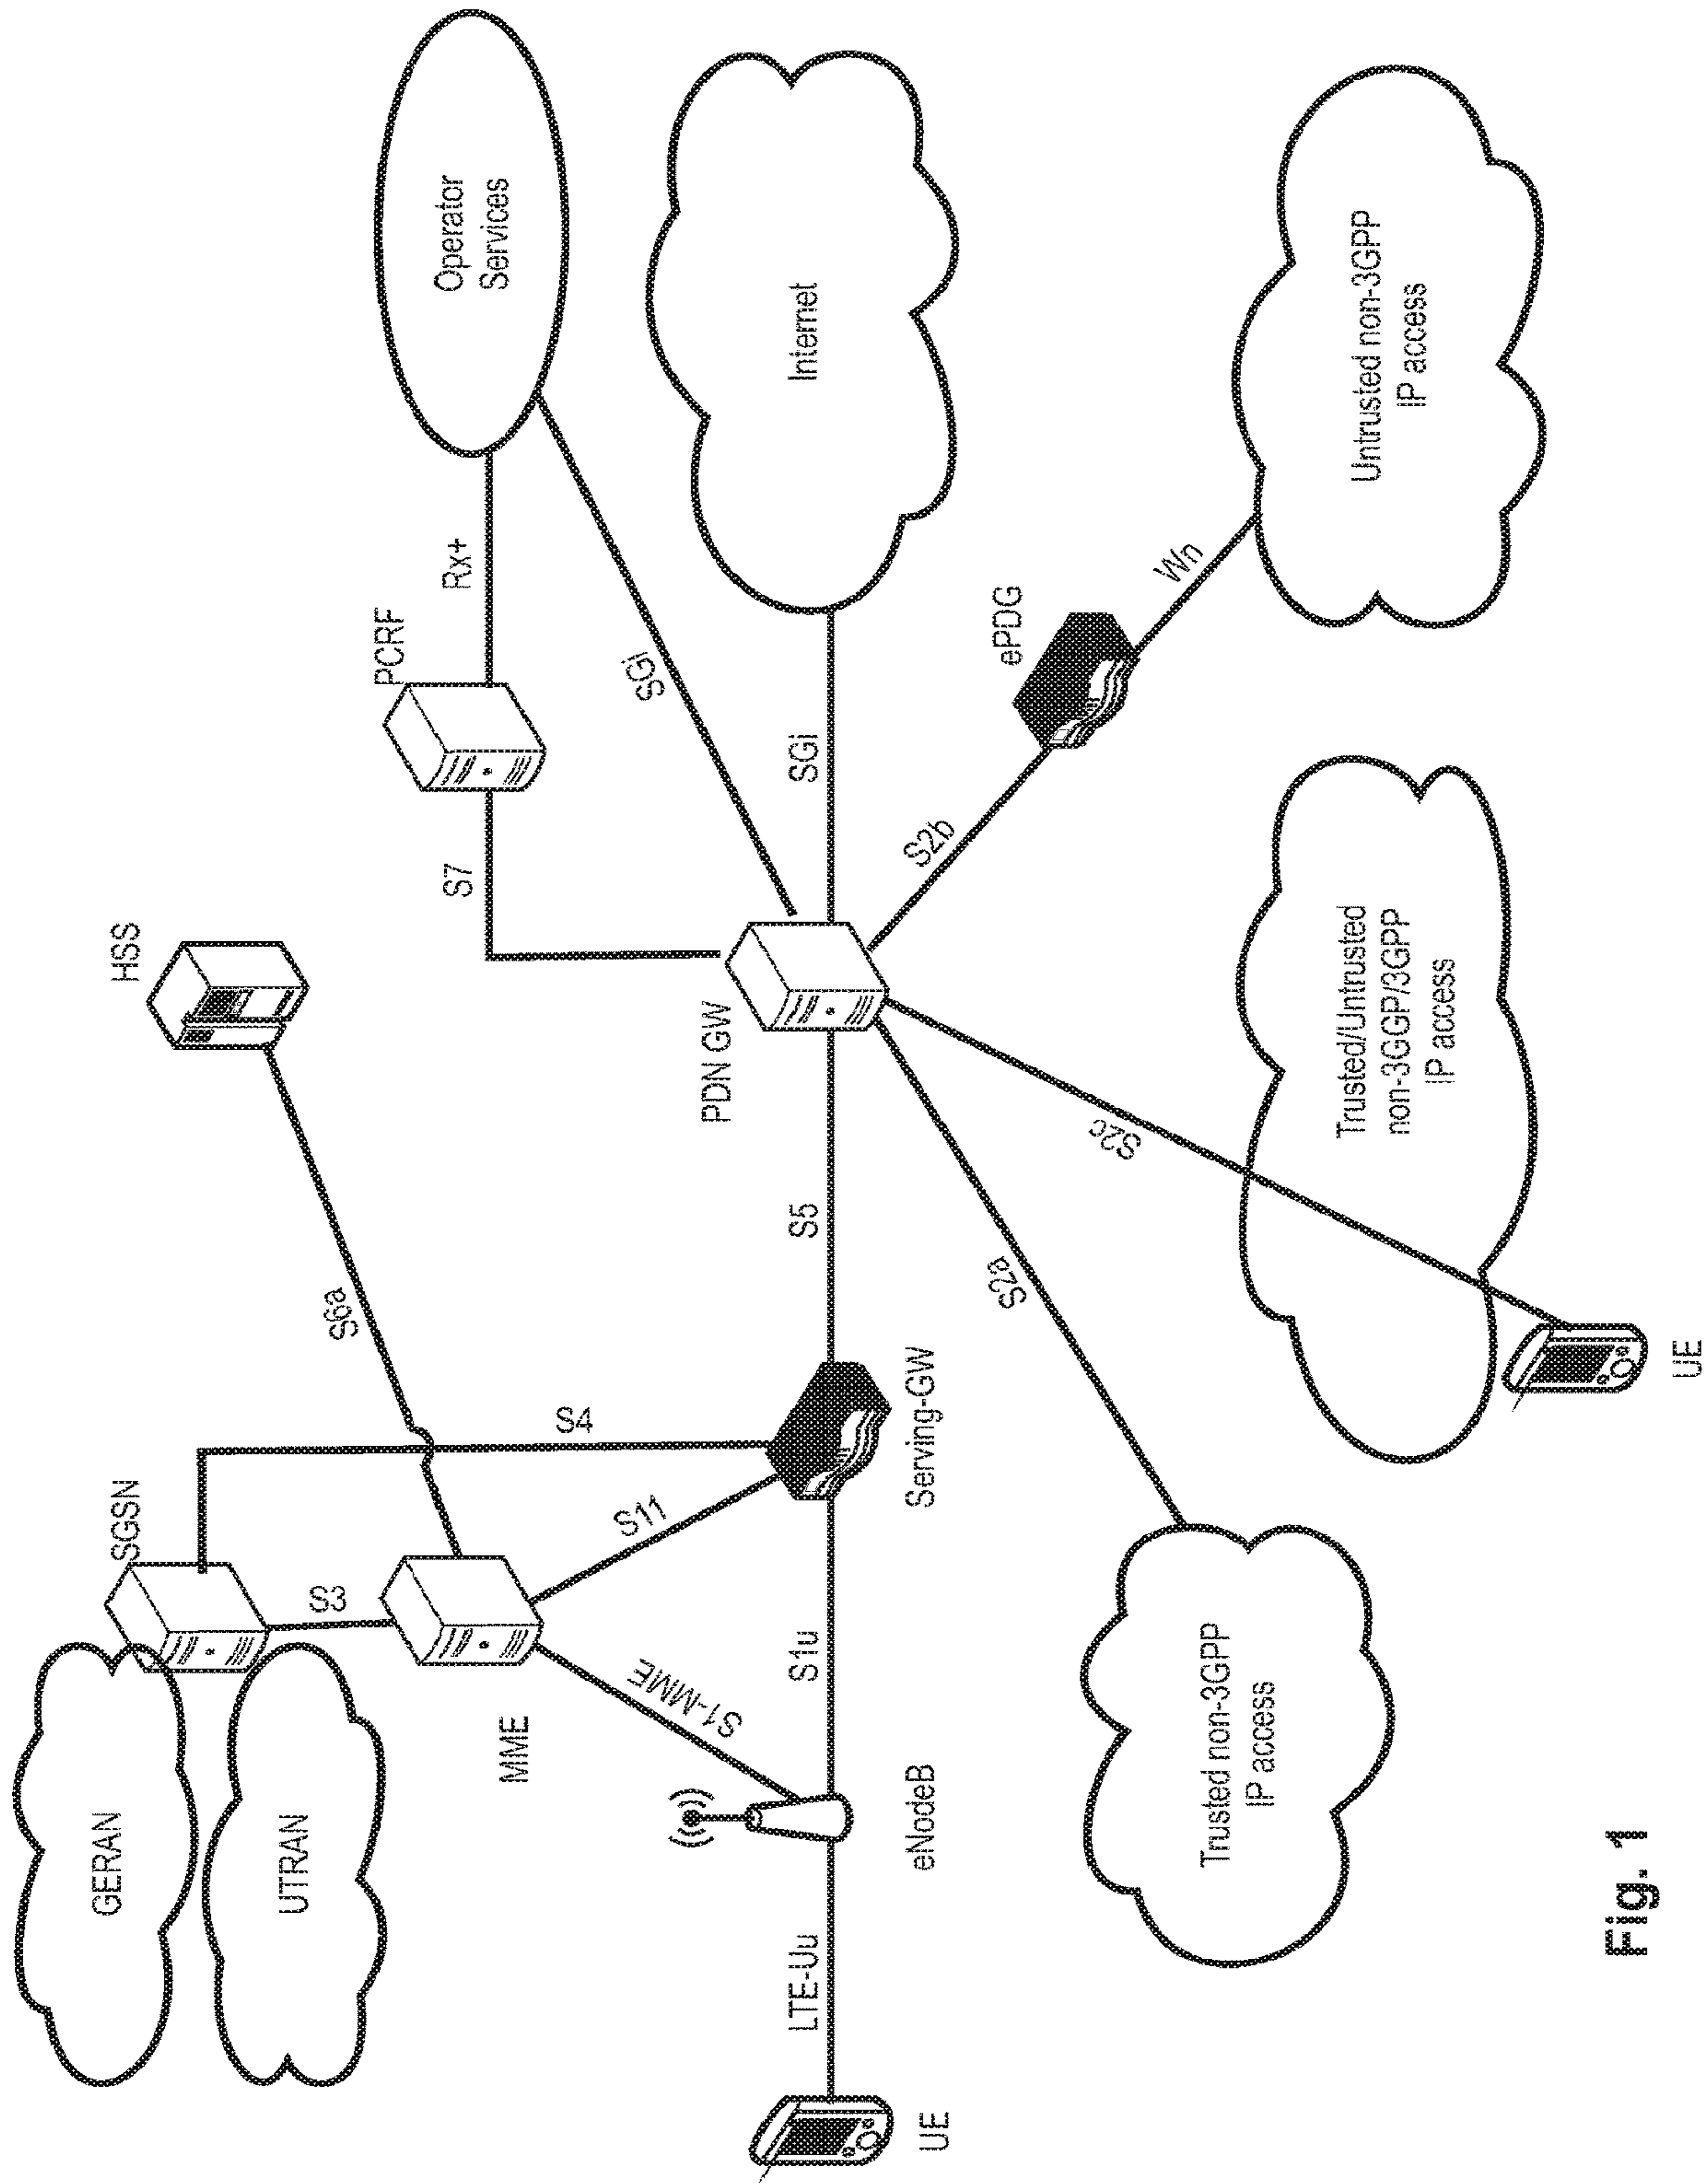 GERAN
UTRAN
SGSN
HSS
S3
S6a
S4
MME
S11
S1-MME
PCRF
S7
Rx+
Operator
Services
SGi
UE
LTE-Uu
eNodeB
S1u
Serving-GW
S5
PDN GW
SGi
Internet
S2a
S2c
S2b
ePDG
Wn
Trusted non-3GPP
IP access
Trusted/Untrusted
non-3GGP/3GPP
IP access
Untrusted non-3GPP
IP access
UE
Fig. 1